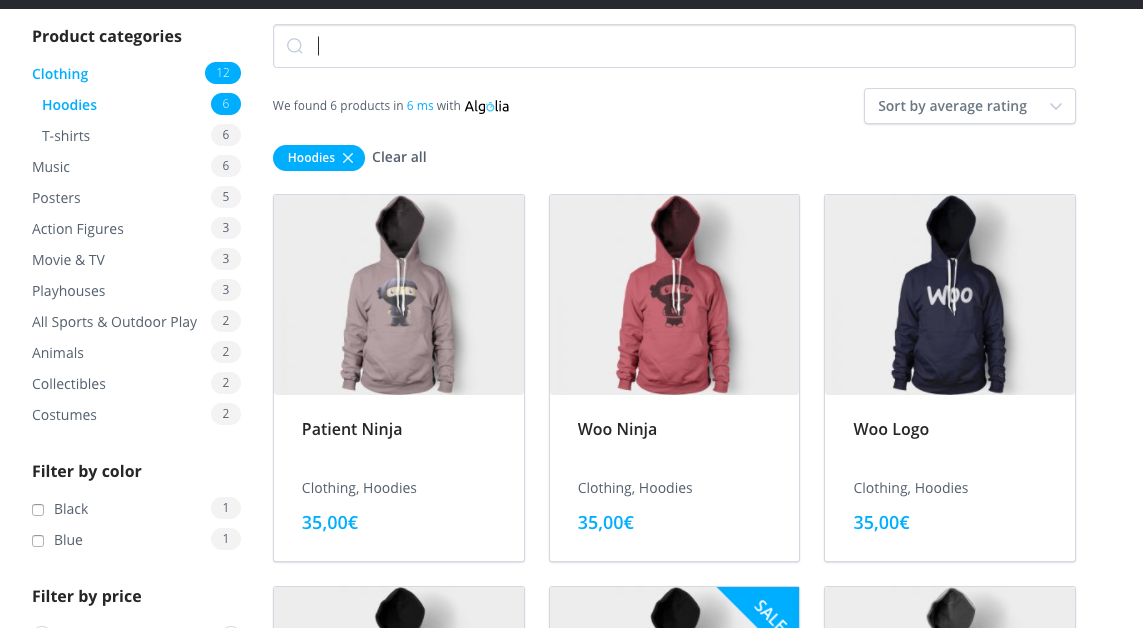 Product categories
Clothing 12
Hoodies 6
T-shirts 6
Music 6
Posters 5
Action Figures 3
Movie & TV 3
Playhouses 3
All Sports & Outdoor Play 2
Animals 2
Collectibles 2
Costumes 2
Filter by color
Black 1
Blue 1
Filter by price
We found 6 products in 6 ms with Algolia
Sort by average rating
Hoodies
Clear all
Woo
Patient Ninja
Clothing, Hoodies
35,00€
Woo Ninja
Clothing, Hoodies
35,00€
Woo Logo
Clothing, Hoodies
35,00€
SALE